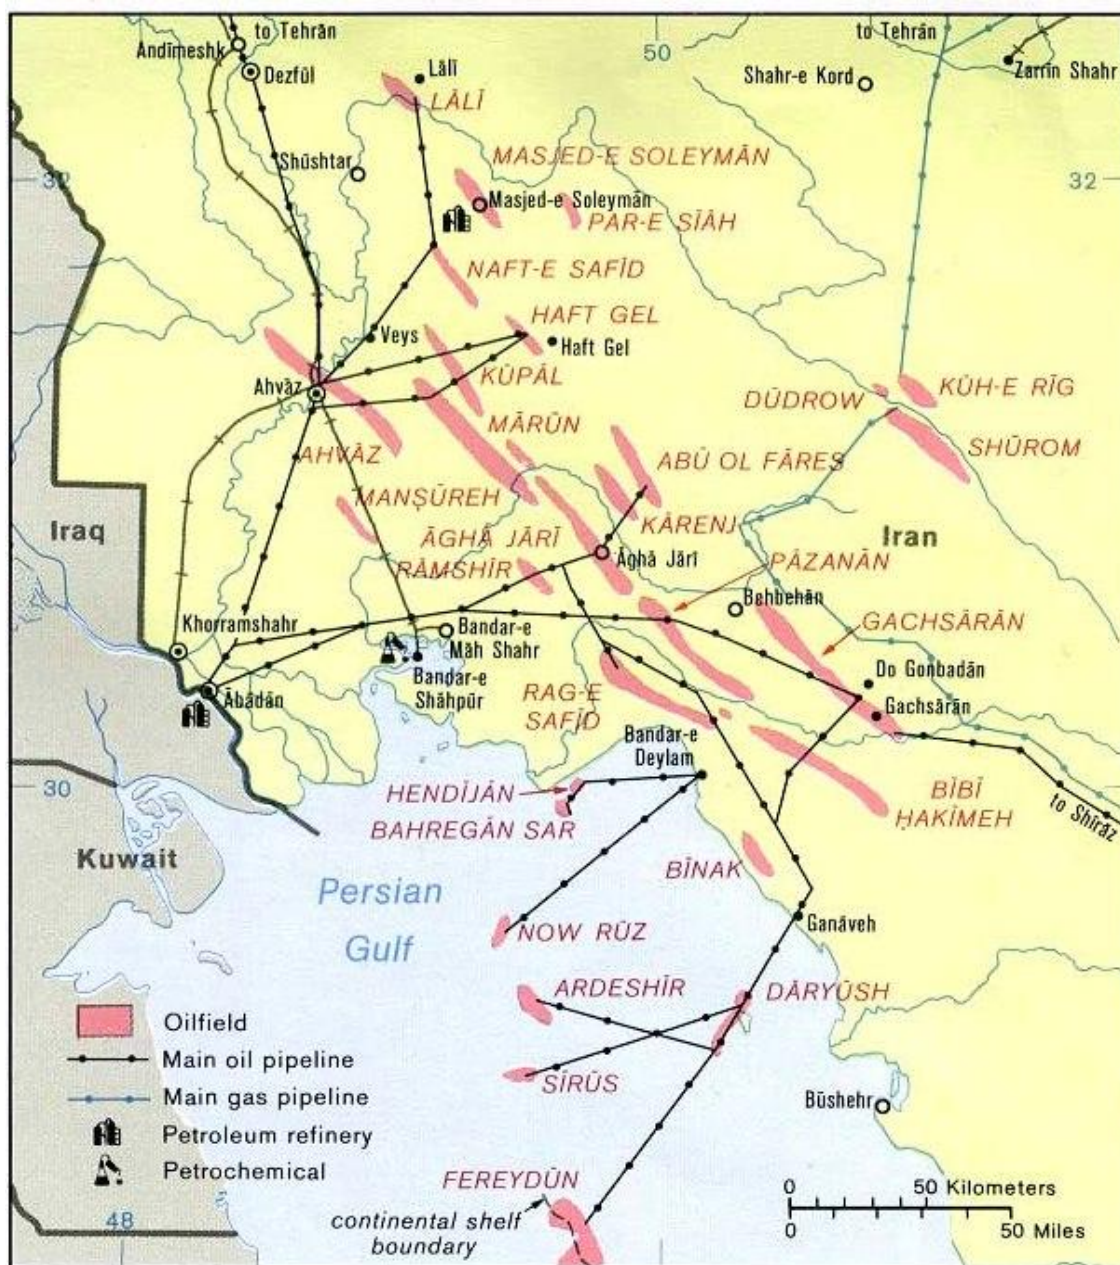 to Tehrān
50
to Tehrān
Andīmeshk
Dezfūl
Lālī
Shahr-e Kord
Zarrīn Shahr
LĀLĪ
Shūshtar
MASJED-E SOLEYMĀN
32
32
Masjed-e Soleymān
PAR-E SĪĀH
NAFT-E SAFĪD
HAFT GEL
Veys
Haft Gel
KŪPĀL
Ahvāz
DŪDROW
KŪH-E RĪG
MĀRŪN
SHŪROM
AHVĀZ
ABŪ OL FĀRES
MANṢŪREH
KĀRENJ
Iraq
Iran
ĀGHĀ JĀRĪ
Āghā Jārī
PĀZANĀN
RĀMSHĪR
Behbehān
Khorramshahr
GACHSĀRĀN
Bandar-e
Māh Shahr
Do Gonbadān
Bandar-e
Shāhpūr
Ābādān
RAG-E
SAFĪD
Gachsārān
Bandar-e
Deylam
30
HENDĪJĀN
BĪBĪ
ḤAKĪMEH
to Shīrāz
BAHREGĀN SAR
Kuwait
BĪNAK
Persian
Gulf
Ganāveh
NOW RŪZ
ARDESHĪR
DĀRYŪSH
Oilfield
Main oil pipeline
SĪRŪS
Main gas pipeline
Būshehr
Petroleum refinery
Petrochemical
FEREYDŪN
0 50 Kilometers
0 50 Miles
continental shelf
boundary
48